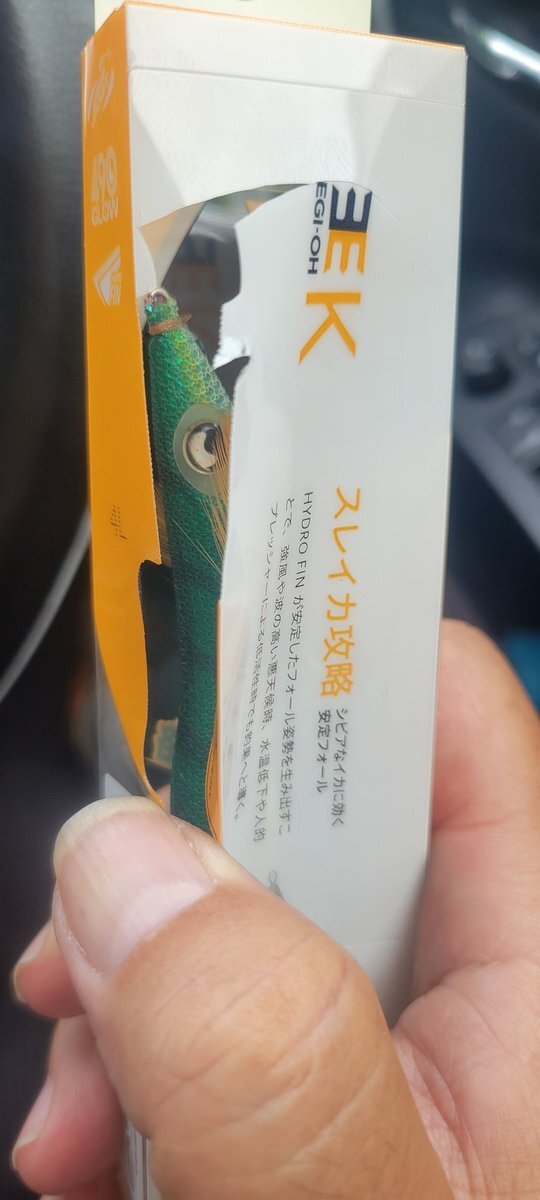 EGI-OH
K
スレイカ攻略
シビアなイカに効く
安定フォール
HYDRO FIN が安定したフォール姿勢を生み出すこ
とで、強風や波の高い悪天候時、水温低下や人的
プレッシャーによる低活性時でも釣果へと導く。
490
GLOW